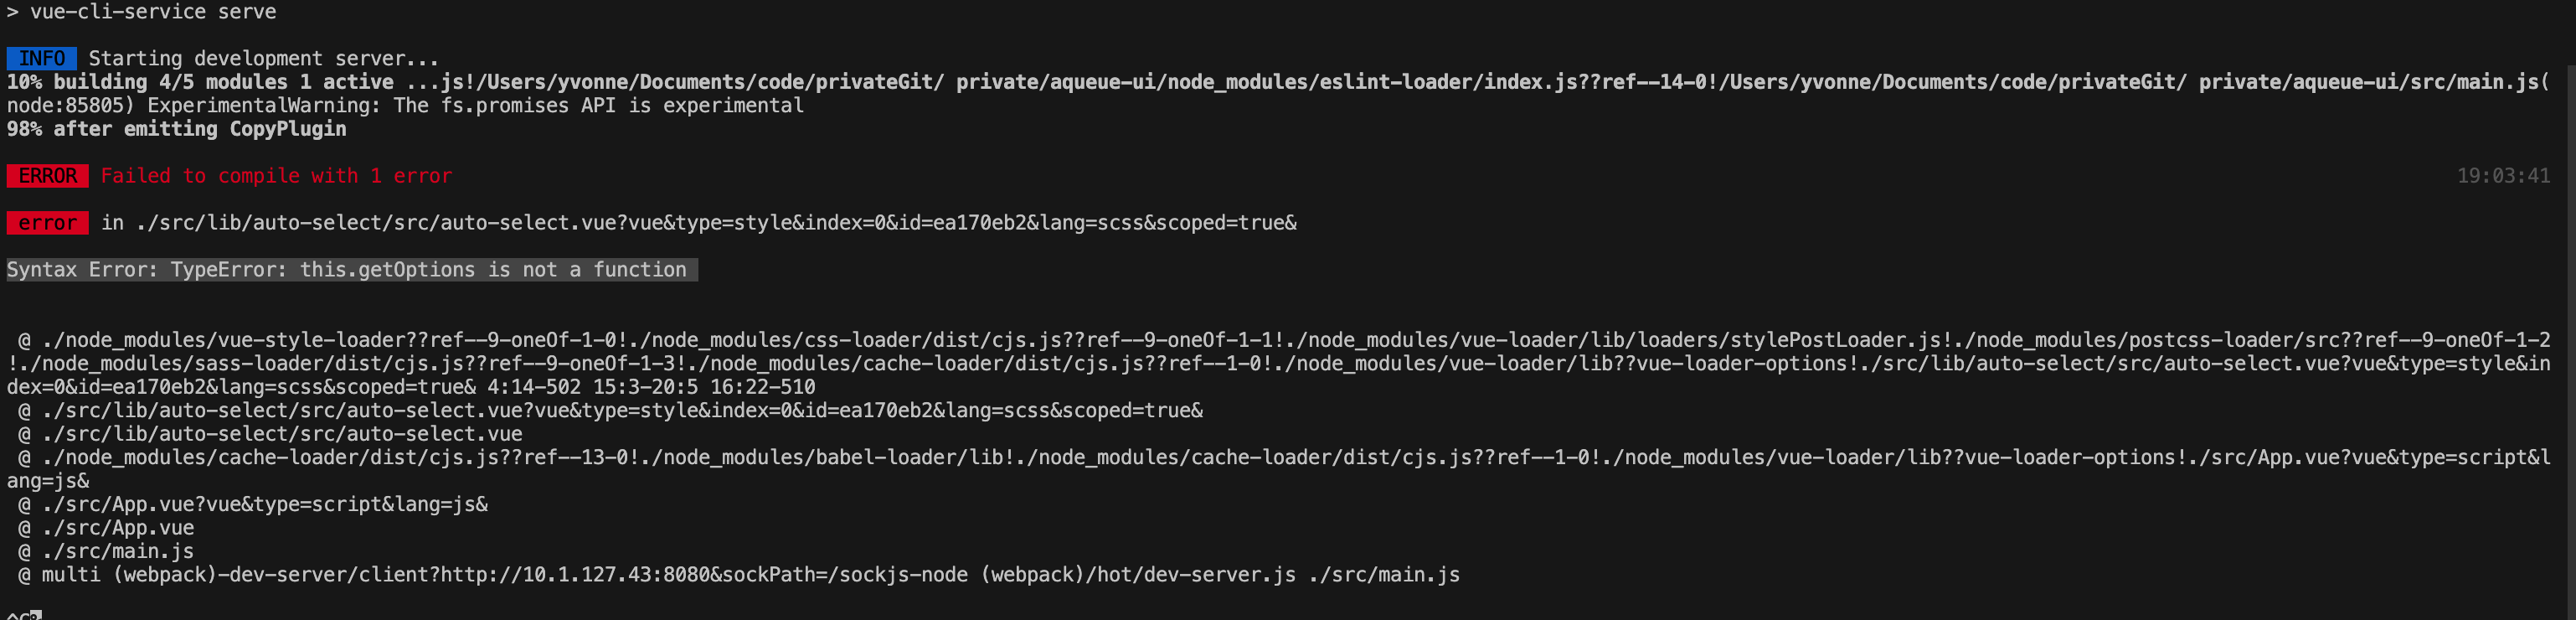 > vue-cli-service serve
INFO Starting development server...
10% building 4/5 modules 1 active ...js!/Users/yvonne/Documents/code/privateGit/ private/aqueue-ui/node_modules/eslint-loader/index.js??ref--14-0!/Users/yvonne/Documents/code/privateGit/ private/aqueue-ui/src/main.js(
node:85805) ExperimentalWarning: The fs.promises API is experimental
98% after emitting CopyPlugin
ERROR Failed to compile with 1 error 19:03:41
error in ./src/lib/auto-select/src/auto-select.vue?vue&type=style&index=0&id=ea170eb2&lang=scss&scoped=true&
Syntax Error: TypeError: this.getOptions is not a function
@ ./node_modules/vue-style-loader??ref--9-oneOf-1-0!./node_modules/css-loader/dist/cjs.js??ref--9-oneOf-1-1!./node_modules/vue-loader/lib/loaders/stylePostLoader.js!./node_modules/postcss-loader/src??ref--9-oneOf-1-2
!./node_modules/sass-loader/dist/cjs.js??ref--9-oneOf-1-3!./node_modules/cache-loader/dist/cjs.js??ref--1-0!./node_modules/vue-loader/lib??vue-loader-options!./src/lib/auto-select/src/auto-select.vue?vue&type=style&in
dex=0&id=ea170eb2&lang=scss&scoped=true& 4:14-502 15:3-20:5 16:22-510
@ ./src/lib/auto-select/src/auto-select.vue?vue&type=style&index=0&id=ea170eb2&lang=scss&scoped=true&
@ ./src/lib/auto-select/src/auto-select.vue
@ ./node_modules/cache-loader/dist/cjs.js??ref--13-0!./node_modules/babel-loader/lib!./node_modules/cache-loader/dist/cjs.js??ref--1-0!./node_modules/vue-loader/lib??vue-loader-options!./src/App.vue?vue&type=script&l
ang=js&
@ ./src/App.vue?vue&type=script&lang=js&
@ ./src/App.vue
@ ./src/main.js
@ multi (webpack)-dev-server/client?http://10.1.127.43:8080&sockPath=/sockjs-node (webpack)/hot/dev-server.js ./src/main.js